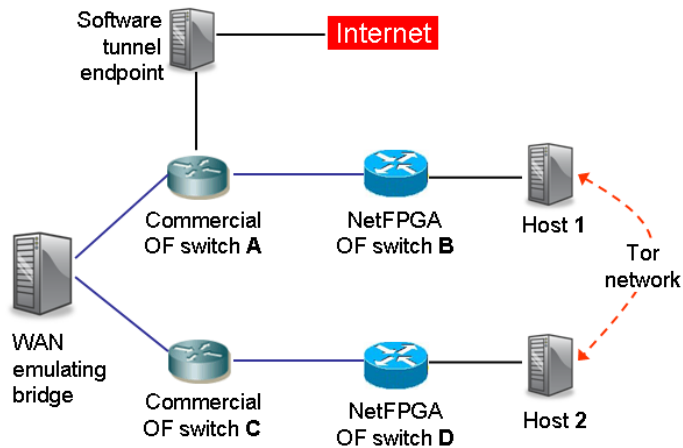 Software
tunnel
endpoint
Internet
Commercial
OF switch A
NetFPGA
OF switch B
Host 1
Tor
network
WAN
emulating
bridge
Commercial
OF switch C
NetFPGA
OF switch D
Host 2